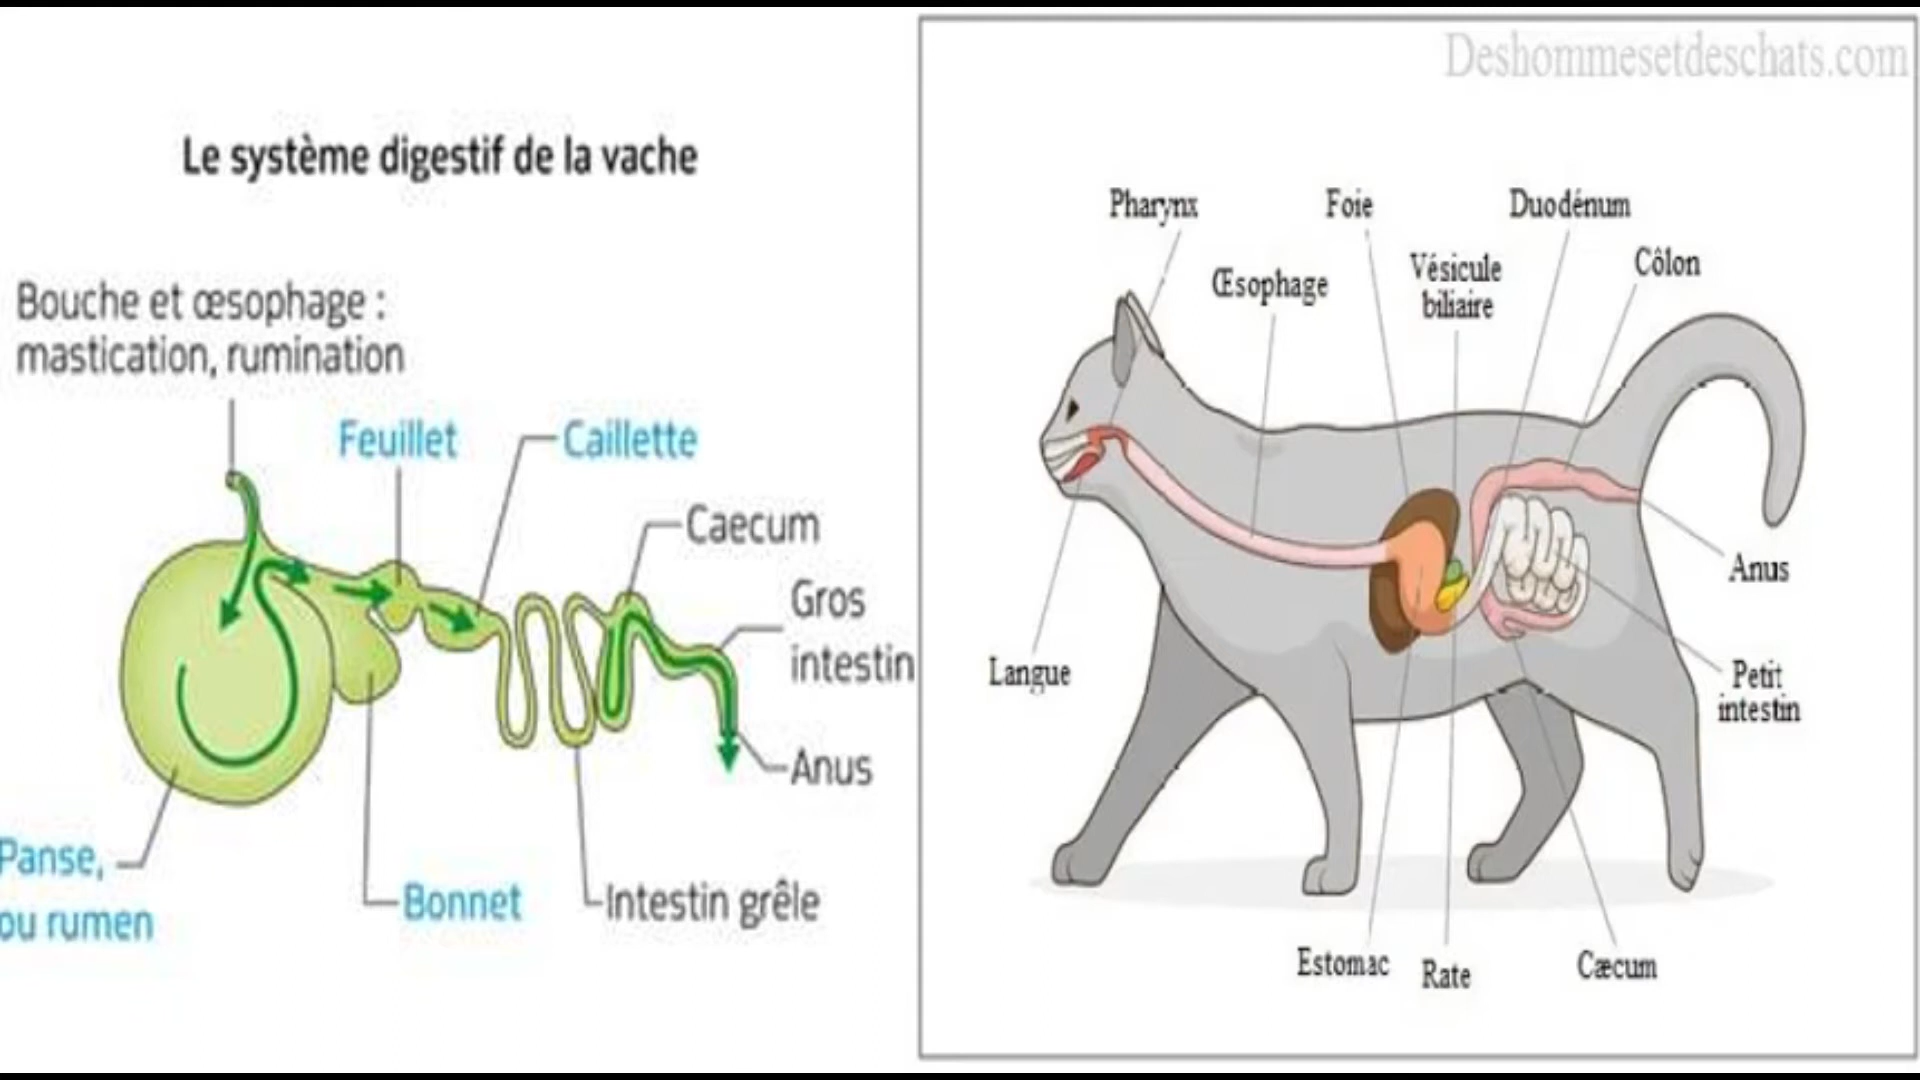 Le système digestif de la vache
Bouche et œsophage :
mastication, rumination
Feuillet
Caillette
Caecum
Gros
intestin
Anus
Panse,
ou rumen
Bonnet
Intestin grêle
Deshommesetdeschats.com
Pharynx
Foie
Duodénum
Œsophage
Vésicule
biliaire
Côlon
Anus
Langue
Petit
intestin
Estomac
Rate
Cæcum